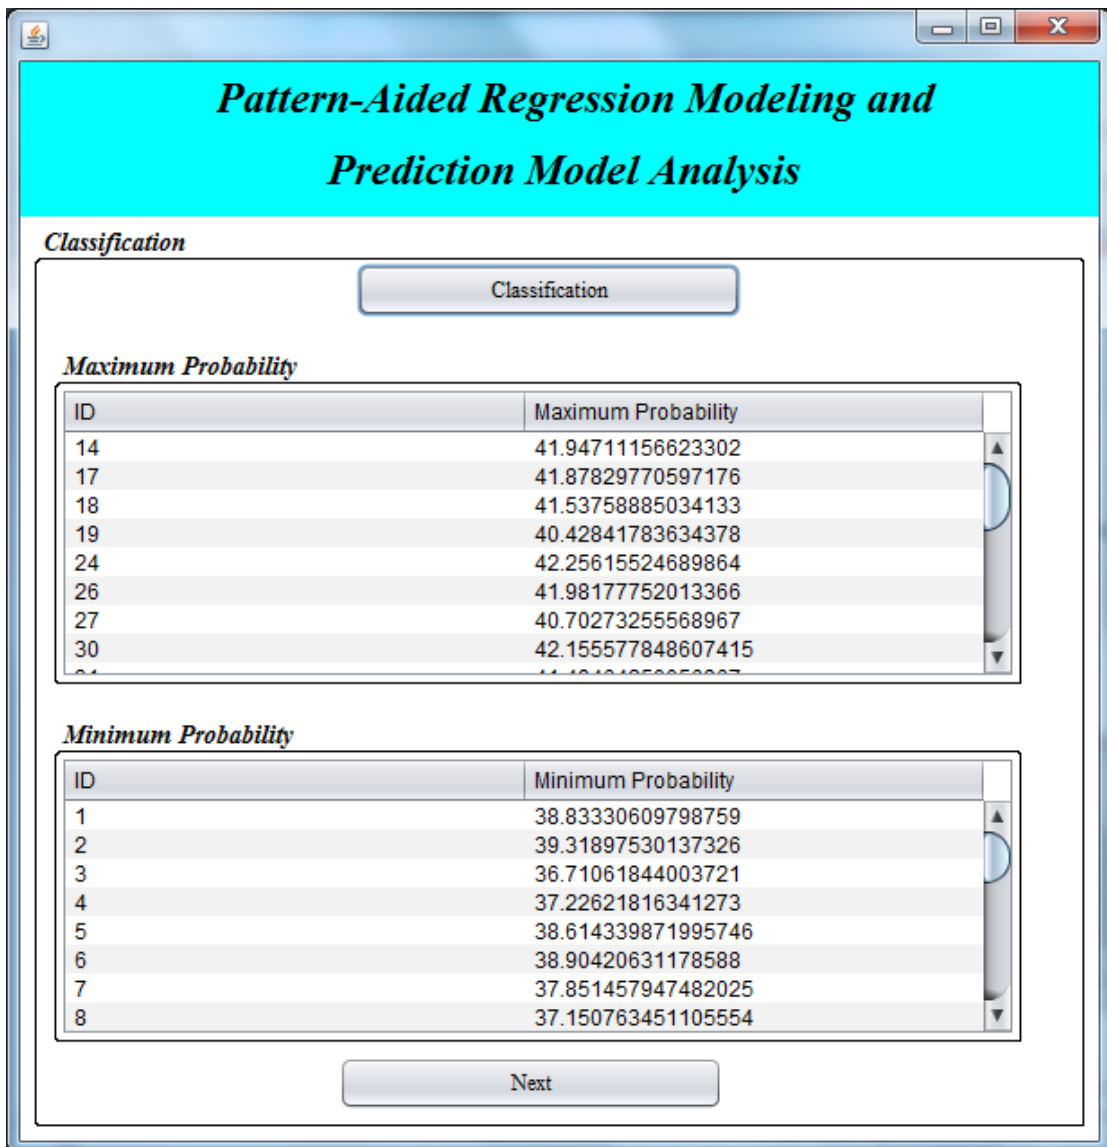 Pattern-Aided Regression Modeling and
Prediction Model Analysis
Classification
Classification
Maximum Probability
ID Maximum Probability
14 41.94711156623302
17 41.87829770597176
18 41.53758885034133
19 40.42841783634378
24 42.25615524689864
26 41.98177752013366
27 40.70273255568967
30 42.155577848607415
Minimum Probability
ID Minimum Probability
1 38.83330609798759
2 39.31897530137326
3 36.71061844003721
4 37.22621816341273
5 38.614339871995746
6 38.90420631178588
7 37.851457947482025
8 37.150763451105554
Next